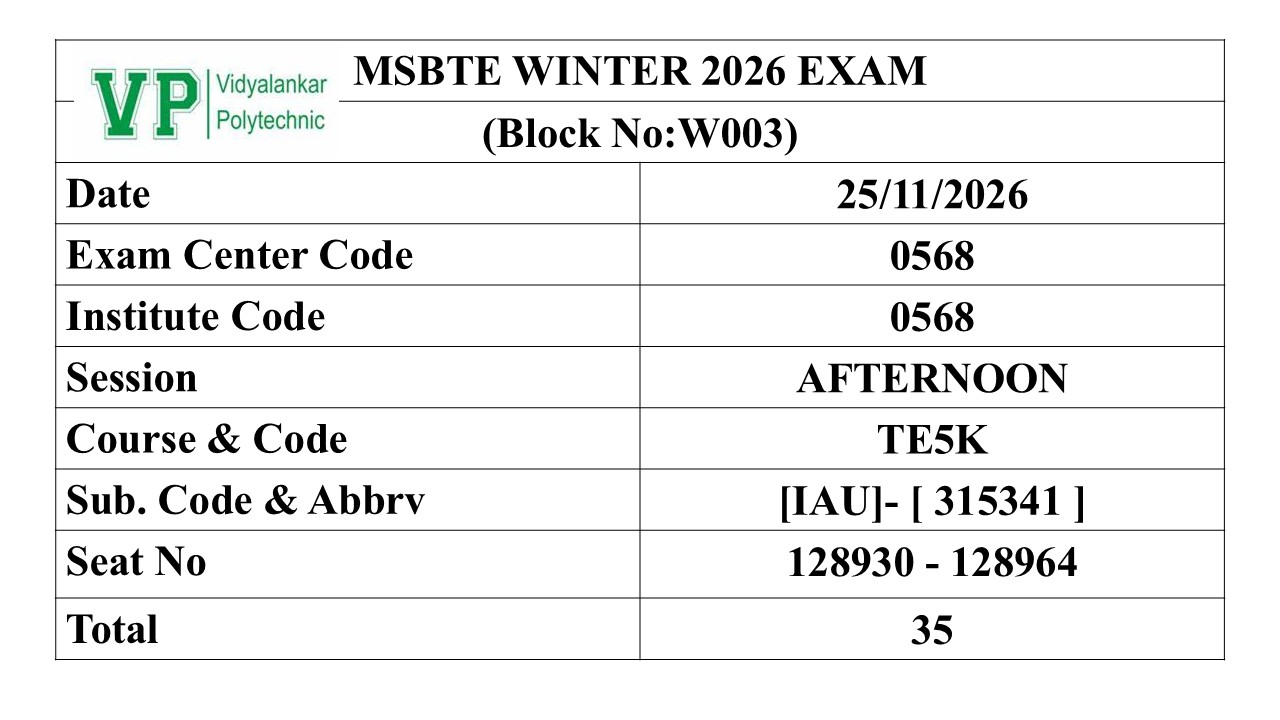 VP Vidyalankar Polytechnic
MSBTE WINTER 2026 EXAM
(Block No:W003)
Date 25/11/2026
Exam Center Code 0568
Institute Code 0568
Session AFTERNOON
Course & Code TE5K
Sub. Code & Abbrv [IAU]- [ 315341 ]
Seat No 128930 - 128964
Total 35